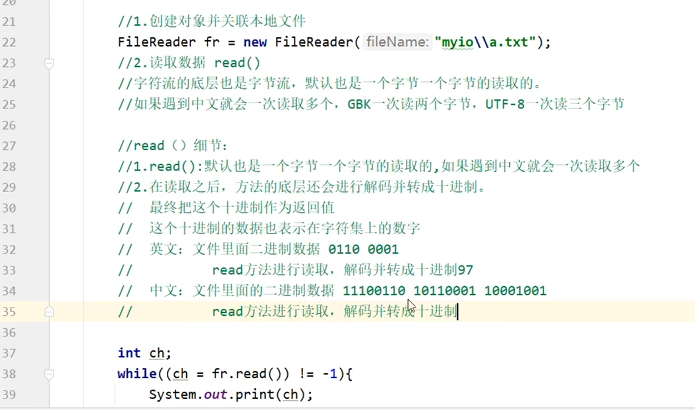 21 //1.创建对象并关联本地文件
22 FileReader fr = new FileReader( fileName: "myio\\a.txt");
23 //2.读取数据 read()
24 //字符流的底层也是字节流，默认也是一个字节一个字节的读取的。
25 //如果遇到中文就会一次读取多个，GBK一次读两个字节，UTF-8一次读三个字节
26
27 //read（）细节：
28 //1.read():默认也是一个字节一个字节的读取的,如果遇到中文就会一次读取多个
29 //2.在读取之后，方法的底层还会进行解码并转成十进制。
30 // 最终把这个十进制作为返回值
31 // 这个十进制的数据也表示在字符集上的数字
32 // 英文：文件里面二进制数据 0110 0001
33 // read方法进行读取，解码并转成十进制97
34 // 中文：文件里面的二进制数据 11100110 10110001 10001001
35 // read方法进行读取，解码并转成十进制
36
37 int ch;
38 while((ch = fr.read()) != -1){
39 System.out.print(ch);